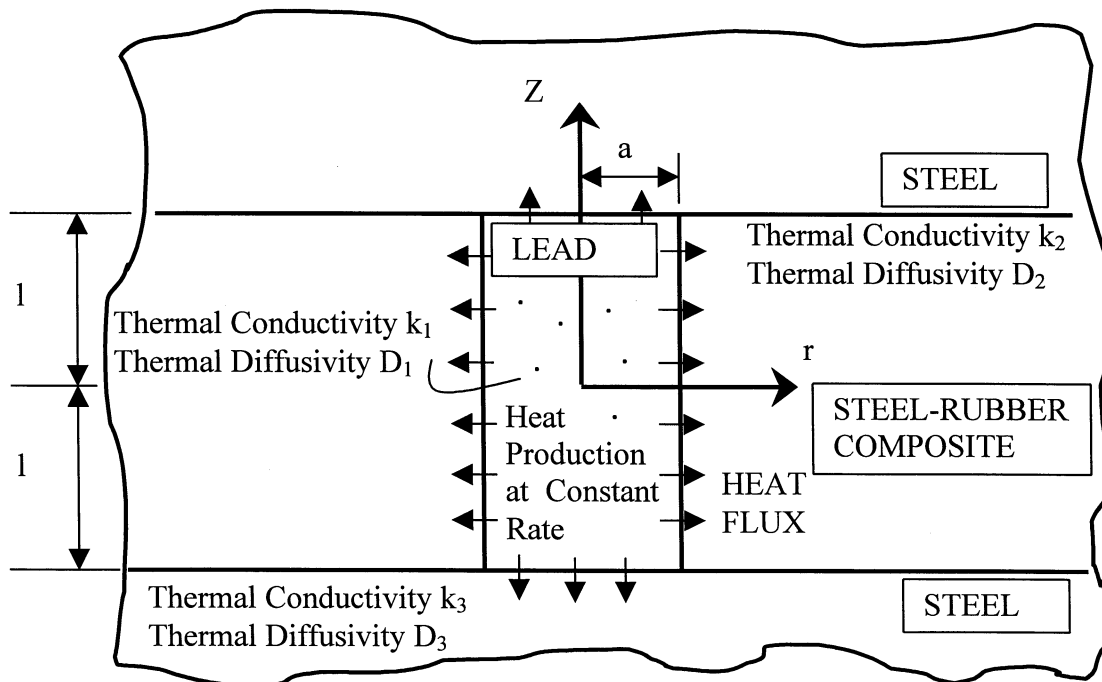 Z
a
STEEL
l
LEAD
Thermal Conductivity k₂
Thermal Diffusivity D₂
Thermal Conductivity k₁
Thermal Diffusivity D₁
r
l
Heat
Production
at Constant
Rate
STEEL-RUBBER
COMPOSITE
HEAT
FLUX
Thermal Conductivity k₃
Thermal Diffusivity D₃
STEEL